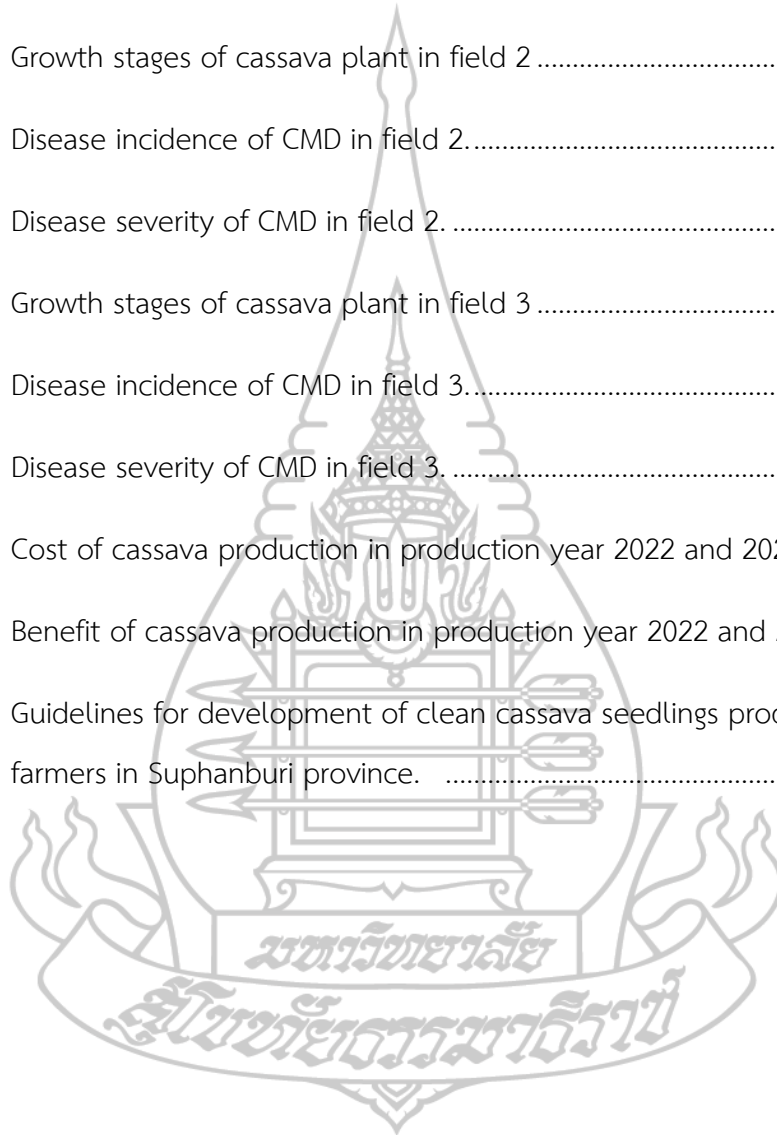 Growth stages of cassava plant in field 2 ....................................
Disease incidence of CMD in field 2. ..........................................
Disease severity of CMD in field 2. ............................................
Growth stages of cassava plant in field 3 ....................................
Disease incidence of CMD in field 3. ..........................................
Disease severity of CMD in field 3. ............................................
Cost of cassava production in production year 2022 and
Benefit of cassava production in production year 2022 and
Guidelines for development of clean cassava seedlings
farmers in Suphanburi province. ..............................................
มหาวิทยาลัย
สุโขทัยธรรมาธิราช